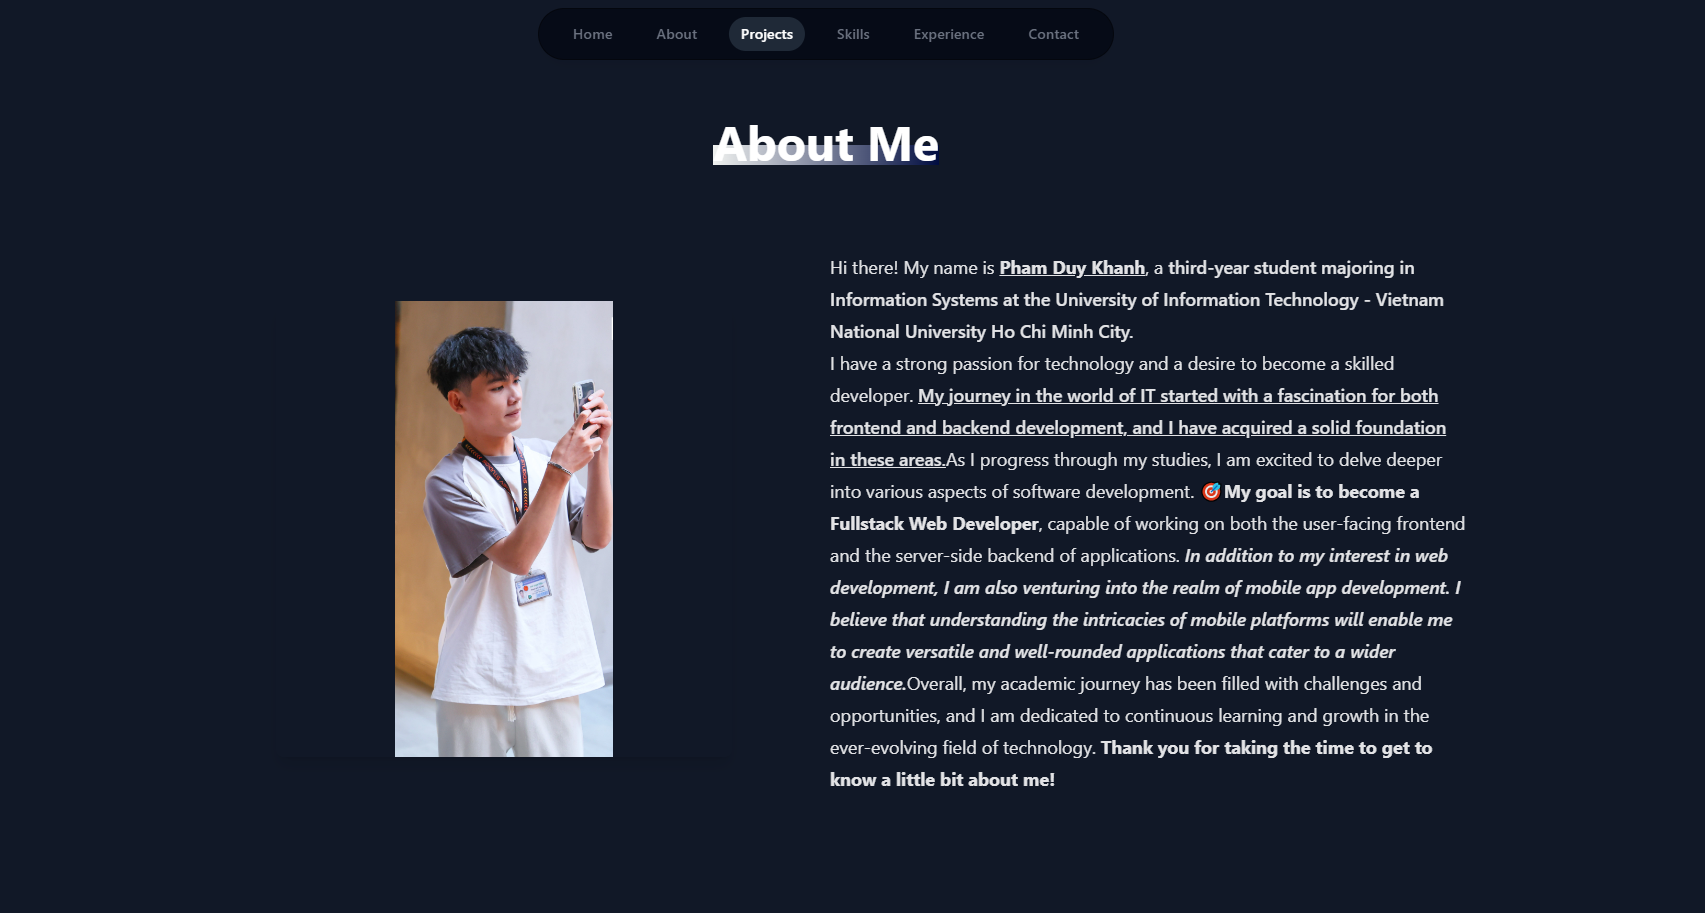 Home About Projects Skills Experience Contact
About Me
Hi there! My name is Pham Duy Khanh, a third-year student majoring in
Information Systems at the University of Information Technology - Vietnam
National University Ho Chi Minh City.
I have a strong passion for technology and a desire to become a skilled
developer. My journey in the world of IT started with a fascination for both
frontend and backend development, and I have acquired a solid foundation
in these areas.As I progress through my studies, I am excited to delve deeper
into various aspects of software development. 🎯My goal is to become a
Fullstack Web Developer, capable of working on both the user-facing frontend
and the server-side backend of applications. In addition to my interest in web
development, I am also venturing into the realm of mobile app development. I
believe that understanding the intricacies of mobile platforms will enable me
to create versatile and well-rounded applications that cater to a wider
audience.Overall, my academic journey has been filled with challenges and
opportunities, and I am dedicated to continuous learning and growth in the
ever-evolving field of technology. Thank you for taking the time to get to
know a little bit about me!